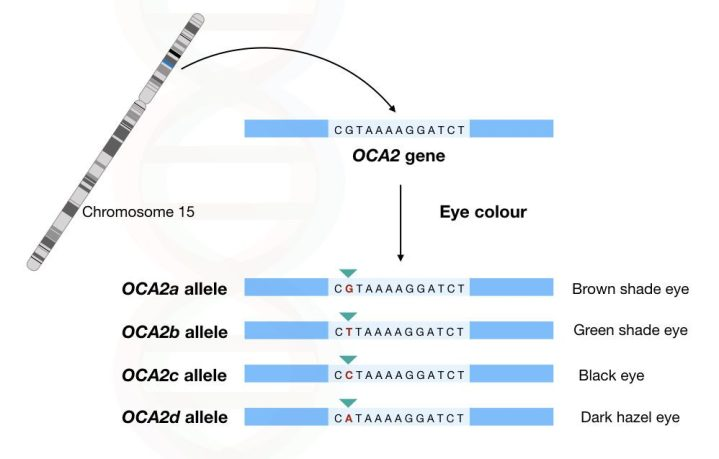 CGTAAAAGGATCT
OCA2 gene
Chromosome 15
Eye colour
OCA2a allele CGTAAAAGGATCT Brown shade eye
OCA2b allele CTTAAAAGGATCT Green shade eye
OCA2c allele CCTAAAAGGATCT Black eye
OCA2d allele CATAAAAGGATCT Dark hazel eye